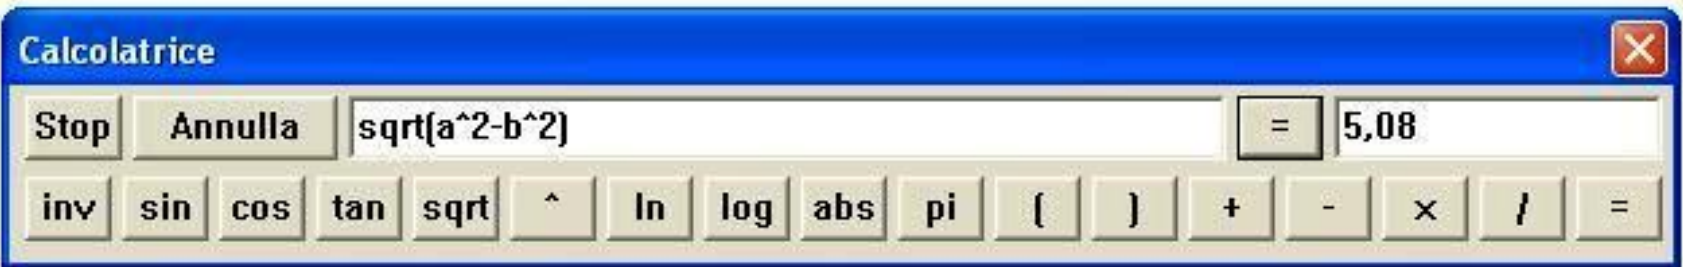 Calcolatrice
Stop Annulla sqrt(a^2-b^2) = 5,08
inv sin cos tan sqrt ^ ln log abs pi ( ) + - x / =